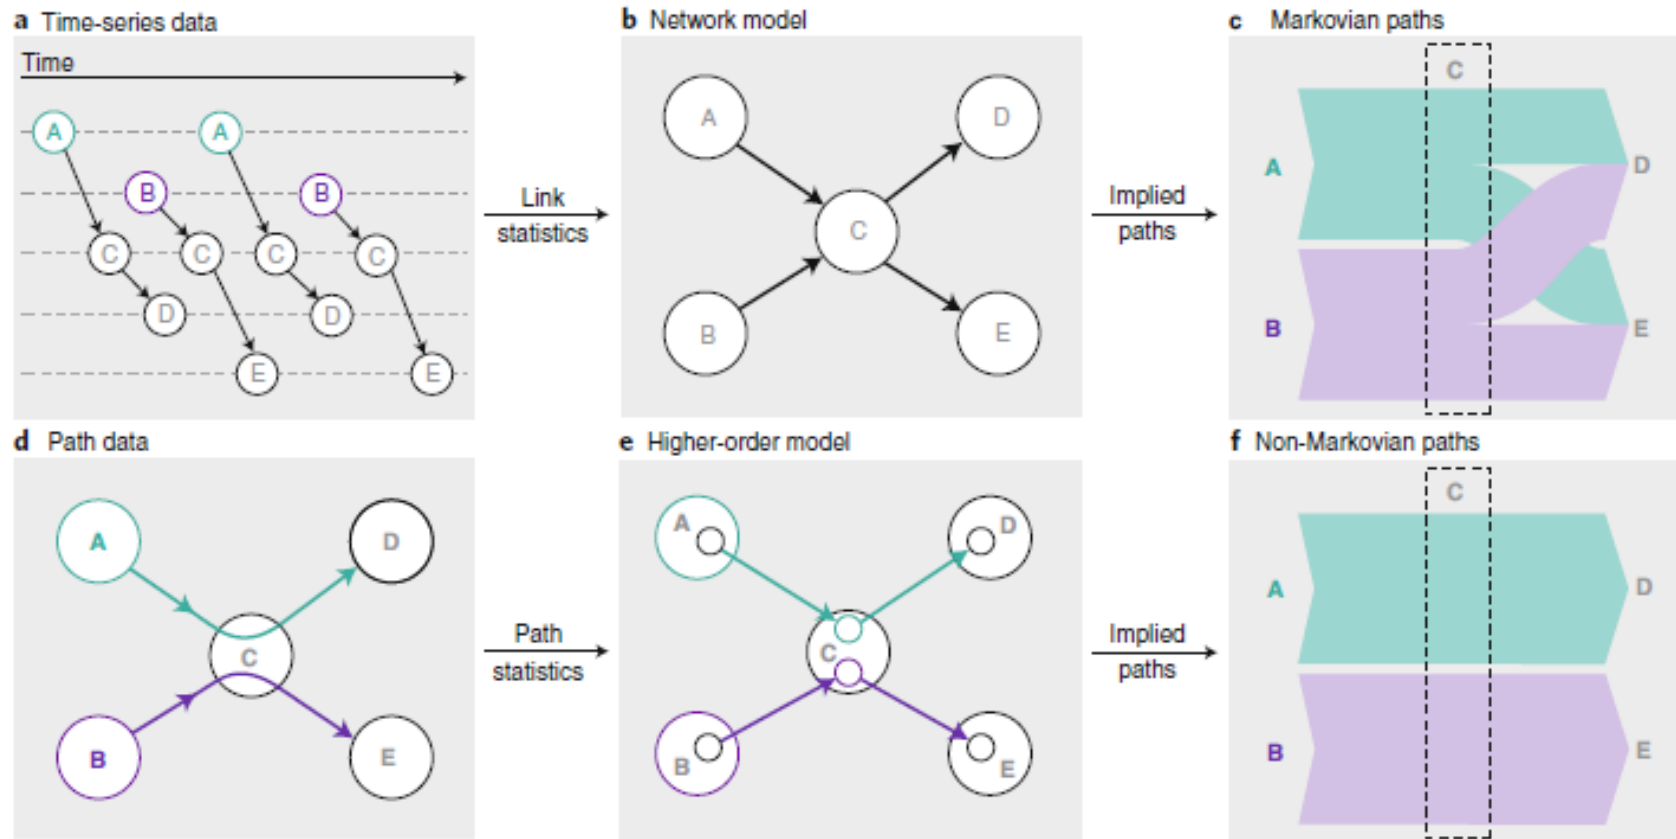 a Time-series data
Time
A
A
B
B
C
C
C
C
D
D
E
E
Link
statistics
b Network model
A
D
C
B
E
Implied
paths
c Markovian paths
C
A
D
B
E
d Path data
A
D
C
B
E
Path
statistics
e Higher-order model
A
D
C
B
E
Implied
paths
f Non-Markovian paths
C
A
D
B
E